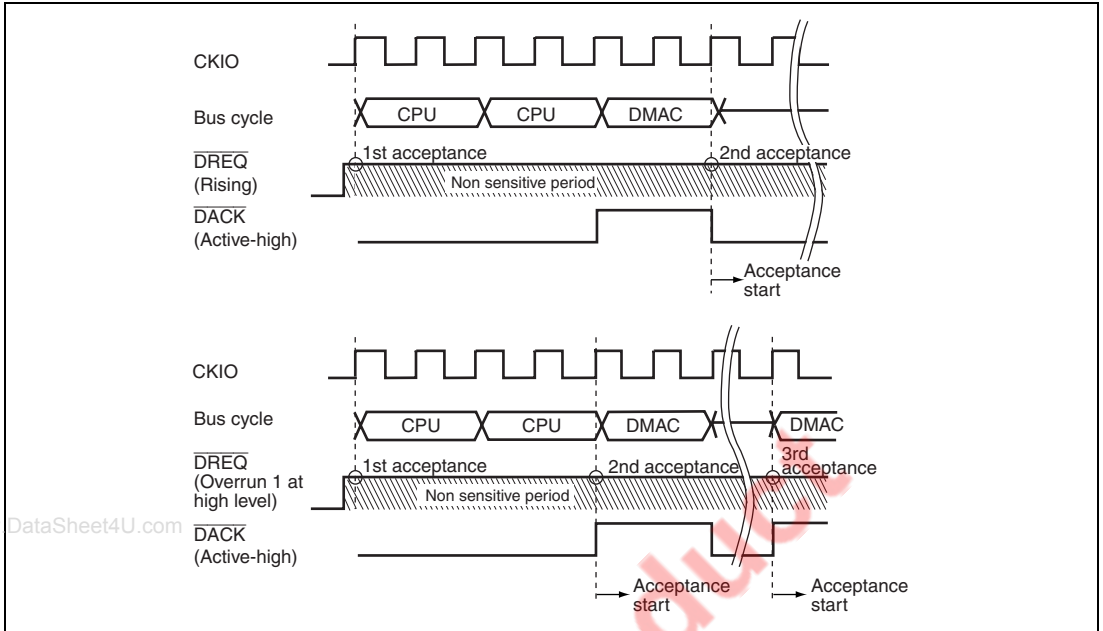 CKIO
Bus cycle
CPU
CPU
DMAC
DREQ
(Rising)
1st acceptance
2nd acceptance
Non sensitive period
DACK
(Active-high)
Acceptance
start
CKIO
Bus cycle
CPU
CPU
DMAC
DMAC
DREQ
(Overrun 1 at
high level)
1st acceptance
2nd acceptance
3rd
acceptance
Non sensitive period
DataSheet4U.com
DACK
(Active-high)
Acceptance
start
Acceptance
start
duct